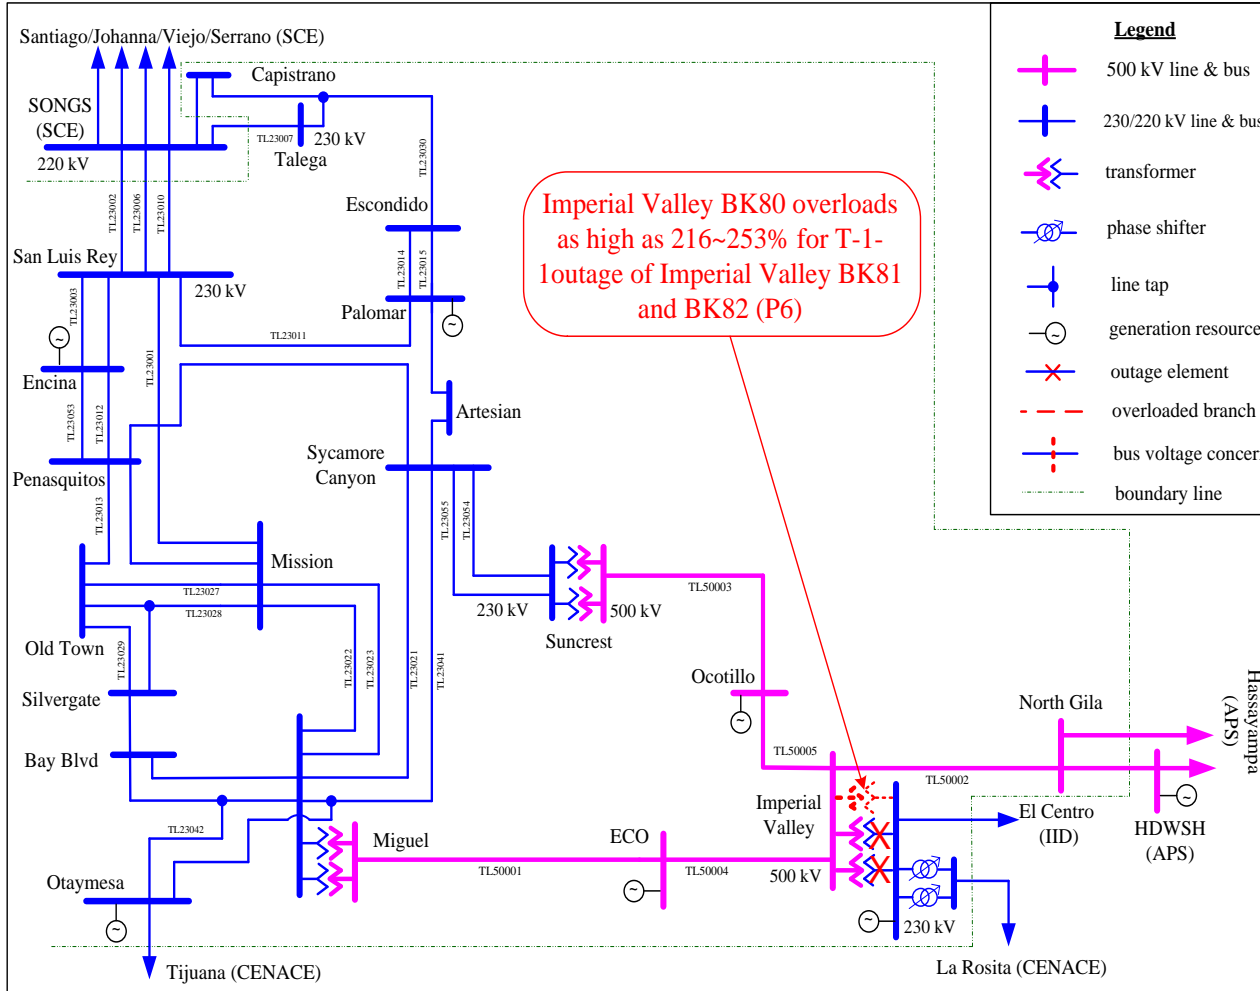 Santiago/Johanna/Viejo/Serrano (SCE)
Capistrano
SONGS
(SCE)
220 kV
TL23007
230 kV
Talega
TL23030
TL23002
TL23006
TL23010
Escondido
San Luis Rey
230 kV
TL23014
TL23015
Palomar
~
TL23003
TL23011
~
TL23001
Encina
TL23053
TL23012
Artesian
Penasquitos
Sycamore
Canyon
TL23013
TL23055
TL23054
Mission
TL23027
TL23028
Old Town
TL23029
TL23022
TL23023
TL23021
TL23041
230 kV
500 kV
Suncrest
TL50003
Silvergate
Bay Blvd
Ocotillo
~
North Gila
Hassayampa
(APS)
TL50005
TL50002
Imperial
Valley
El Centro
(IID)
HDWSH
(APS)
~
TL23042
Miguel
ECO
~
TL50001
TL50004
500 kV
Otaymesa
~
~
230 kV
Tijuana (CENACE)
La Rosita (CENACE)
Imperial Valley BK80 overloads
as high as 216~253% for T-1-
1outage of Imperial Valley BK81
and BK82 (P6)
Legend
500 kV line & bus
230/220 kV line & bus
transformer
phase shifter
line tap
~
generation resource
outage element
overloaded branch
bus voltage concern
boundary line